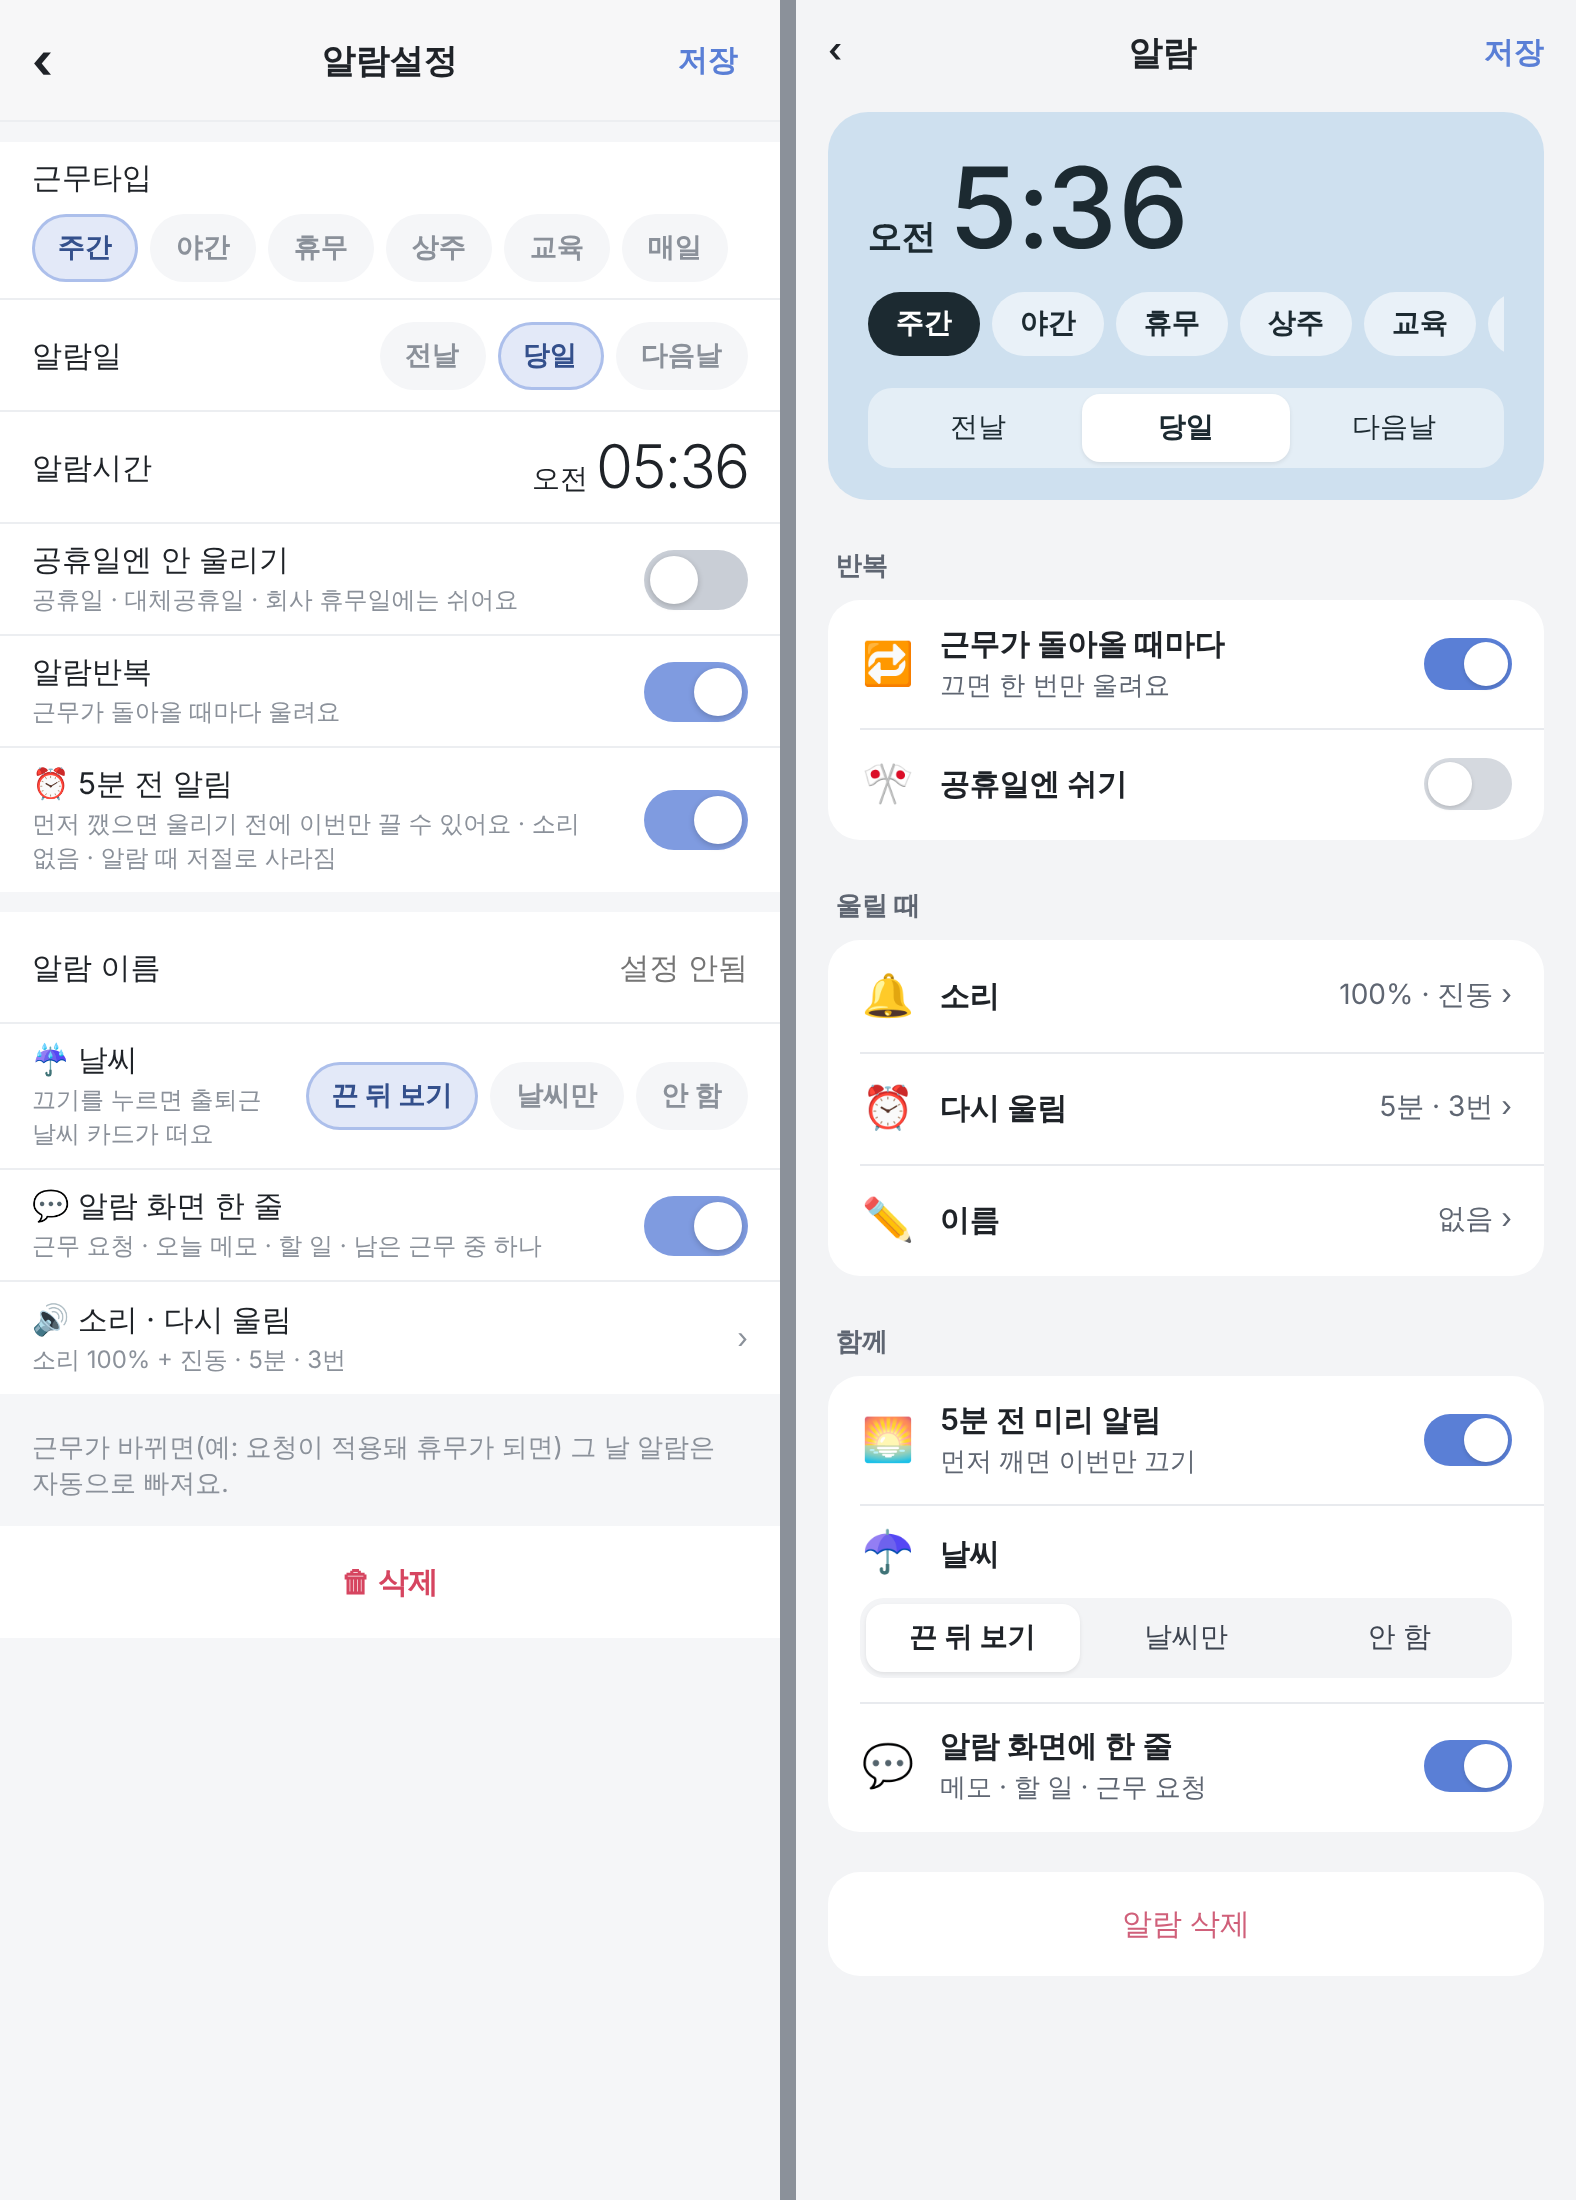 ‹ 알람설정 저장
근무타입
주간 야간 휴무 상주 교육 매일
알람일 전날 당일 다음날
알람시간 오전 05:36
공휴일엔 안 울리기
공휴일 · 대체공휴일 · 회사 휴무일에는 쉬어요
알람반복
근무가 돌아올 때마다 울려요
⏰ 5분 전 알림
먼저 깼으면 울리기 전에 이번만 끌 수 있어요 · 소리
없음 · 알람 때 저절로 사라짐
알람 이름 설정 안됨
☔ 날씨
끄기를 누르면 출퇴근
날씨 카드가 떠요
끈 뒤 보기 날씨만 안 함
💬 알람 화면 한 줄
근무 요청 · 오늘 메모 · 할 일 · 남은 근무 중 하나
🔊 소리 · 다시 울림 ›
소리 100% + 진동 · 5분 · 3번
근무가 바뀌면(예: 요청이 적용돼 휴무가 되면) 그 날 알람은
자동으로 빠져요.
🗑 삭제
‹ 알람 저장
오전 5:36
주간 야간 휴무 상주 교육
전날 당일 다음날
반복
🔁 근무가 돌아올 때마다
끄면 한 번만 울려요
🎌 공휴일엔 쉬기
울릴 때
🔔 소리 100% · 진동 ›
⏰ 다시 울림 5분 · 3번 ›
✏️ 이름 없음 ›
함께
🌅 5분 전 미리 알림
먼저 깨면 이번만 끄기
☂️ 날씨
끈 뒤 보기 날씨만 안 함
💬 알람 화면에 한 줄
메모 · 할 일 · 근무 요청
알람 삭제